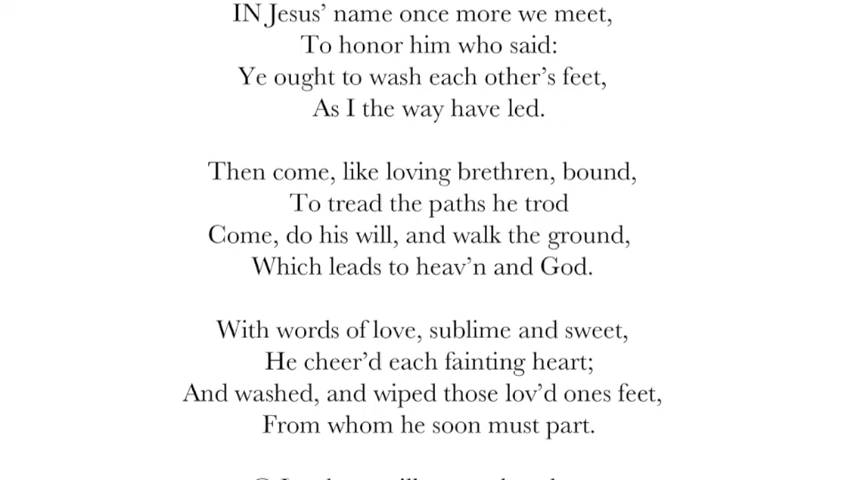 IN Jesus’ name once more we meet,
To honor him who said:
Ye ought to wash each other’s feet,
As I the way have led.
Then come, like loving brethren, bound,
To tread the paths he trod
Come, do his will, and walk the ground,
Which leads to heav’n and God.
With words of love, sublime and sweet,
He cheer’d each fainting heart;
And washed, and wiped those lov’d ones feet,
From whom he soon must part.